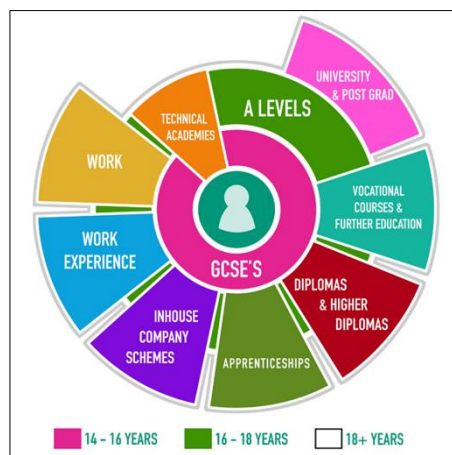 UNIVERSITY
& POST GRAD
A LEVELS
TECHNICAL
ACADEMIES
WORK
VOCATIONAL
COURSES &
FURTHER EDUCATION
WORK
EXPERIENCE
GCSE'S
DIPLOMAS
& HIGHER
DIPLOMAS
INHOUSE
COMPANY
SCHEMES
APPRENTICESHIPS
14 - 16 YEARS
16 - 18 YEARS
18+ YEARS